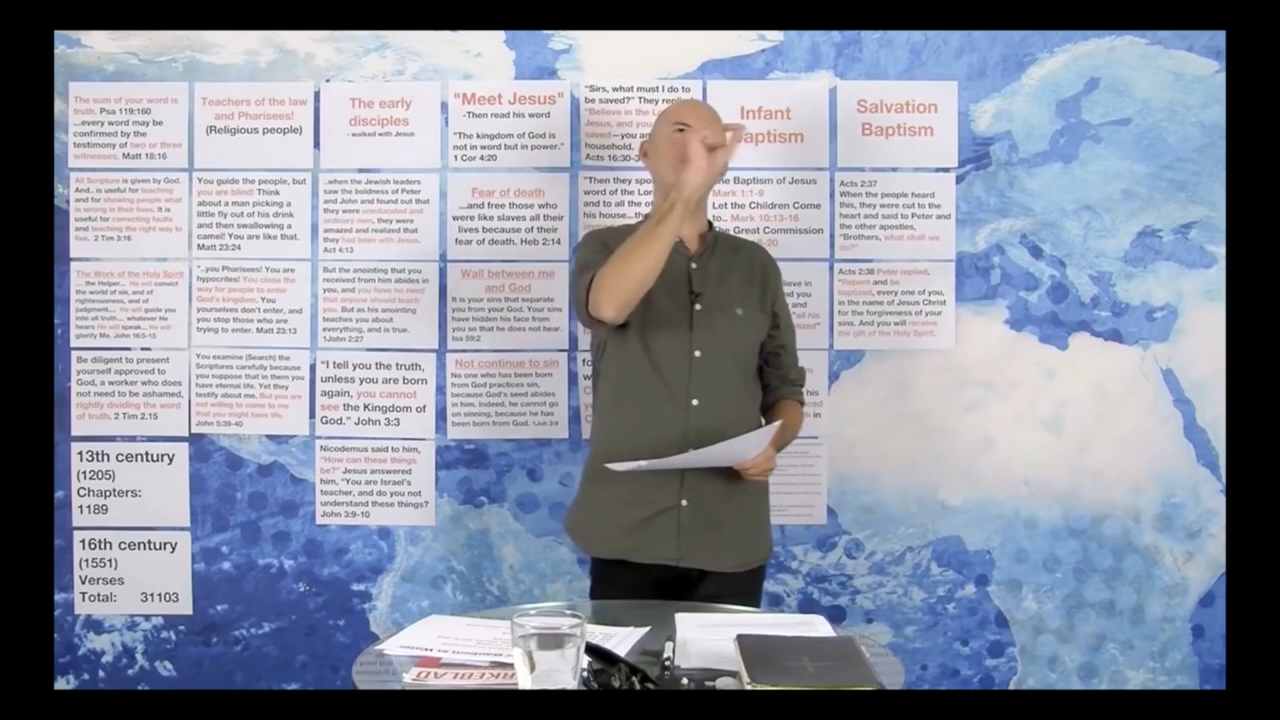 The sum of your word is
truth. Psa 119:160
...every word may be
confirmed by the
testimony of two or three
witnesses. Matt 18:16
All Scripture is given by God.
And.. is useful for teaching
and for showing people what
is wrong in their lives. It is
useful for correcting faults
and teaching the right way to
live. 2 Tim 3:16
The Work of the Holy Spirit
.... the Helper... He will convict
the world of sin, and of
righteousness, and of
judgment.... He will guide you
into all truth... whatever He
hears He will speak... He will
glorify Me. John 16:5-15
Be diligent to present
yourself approved to
God, a worker who does
not need to be ashamed,
rightly dividing the word
of truth. 2 Tim 2.15
13th century
(1205)
Chapters:
1189
16th century
(1551)
Verses
Total: 31103
Teachers of the law
and Pharisees!
(Religious people)
You guide the people, but
you are blind! Think
about a man picking a
little fly out of his drink
and then swallowing a
camel! You are like that.
Matt 23:24
"..you Pharisees! You are
hypocrites! You close the
way for people to enter
God's kingdom. You
yourselves don't enter, and
you stop those who are
trying to enter. Matt 23:13
You examine (Search) the
Scriptures carefully because
you suppose that in them you
have eternal life. Yet they
testify about me. But you are
not willing to come to me
that you might have life.
John 5:39-40
The early
disciples
- walked with Jesus
..when the Jewish leaders
saw the boldness of Peter
and John and found out that
they were uneducated and
ordinary men, they were
amazed and realized that
they had been with Jesus.
Act 4:13
But the anointing that you
received from him abides in
you, and you have no need
that anyone should teach
you. But as his anointing
teaches you about
everything, and is true.
1John 2:27
"I tell you the truth,
unless you are born
again, you cannot
see the Kingdom of
God." John 3:3
Nicodemus said to him,
"How can these things
be?" Jesus answered
him, "You are Israel's
teacher, and do you not
understand these things?
John 3:9-10
"Meet Jesus"
-Then read his word
"The kingdom of God is
not in word but in power."
1 Cor 4:20
Fear of death
...and free those who
were like slaves all their
lives because of their
fear of death. Heb 2:14
Wall between me
and God
It is your sins that separate
you from your God. Your sins
have hidden his face from
you so that he does not hear.
Isa 59:2
Not continue to sin
No one who has been born
from God practices sin,
because God's seed abides
in him. Indeed, he cannot go
on sinning, because he has
been born from God. 1Joh 3:9
"Sirs, what must I do to
be saved?" They
"Believe in the
Jesus, and
saved—you
household.
Acts 16:30-3
"Then they
word of the
and to all the
his house...
Infant
The Baptism of Jesus
Mark 1:1-9
Let the Children Come
to.. Mark 10:13-16
The Great Commission
Salvation
Baptism
Acts 2:37
When the people heard
this, they were cut to the
heart and said to Peter and
the other apostles,
"Brothers, what shall we
do?"
Acts 2:38 Peter replied,
"Repent and be
baptized, every one of you,
in the name of Jesus Christ
for the forgiveness of your
sins. And you will receive
the gift of the Holy Spirit.